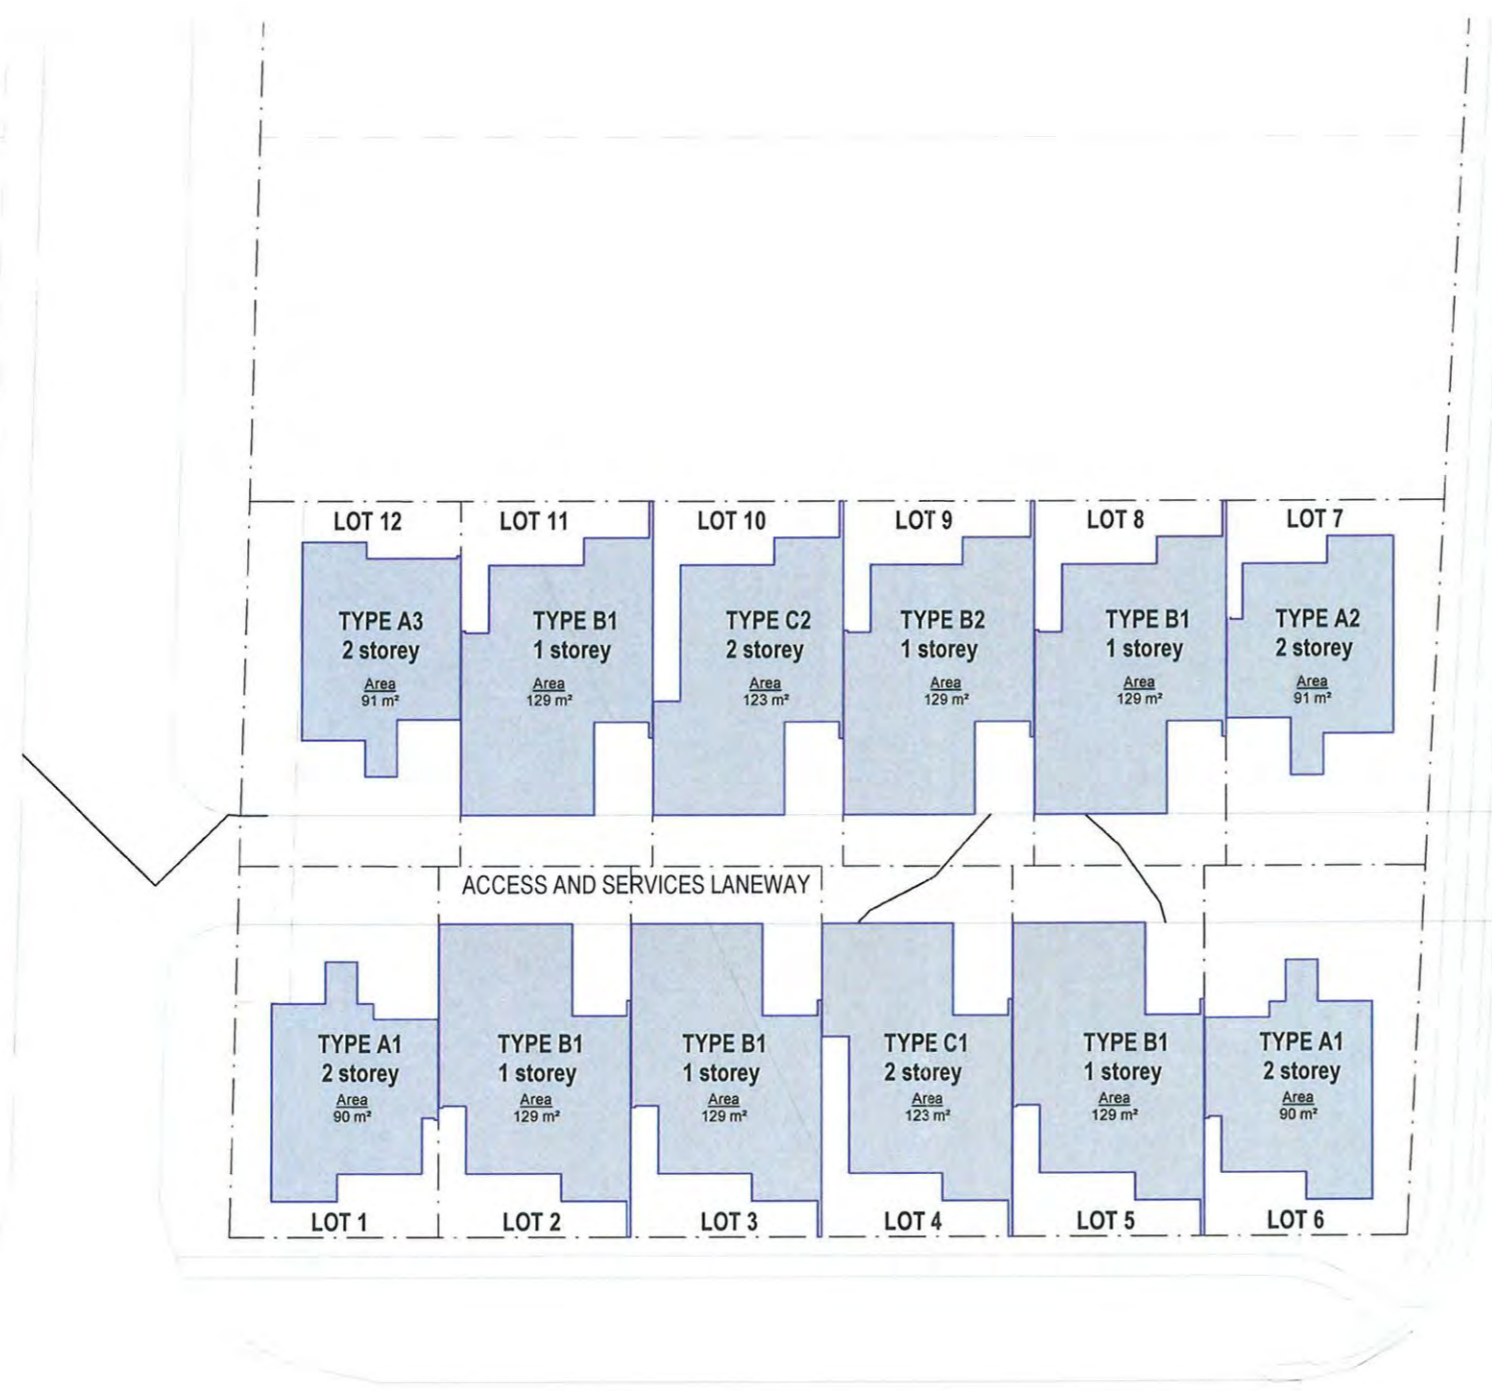 LOT 12
LOT 11
LOT 10
LOT 9
LOT 8
LOT 7
TYPE A3
2 storey
Area
91 m²
TYPE B1
1 storey
Area
129 m²
TYPE C2
2 storey
Area
123 m²
TYPE B2
1 storey
Area
129 m²
TYPE B1
1 storey
Area
129 m²
TYPE A2
2 storey
Area
91 m²
ACCESS AND SERVICES LANEWAY
TYPE A1
2 storey
Area
90 m²
TYPE B1
1 storey
Area
129 m²
TYPE B1
1 storey
Area
129 m²
TYPE C1
2 storey
Area
123 m²
TYPE B1
1 storey
Area
129 m²
TYPE A1
2 storey
Area
90 m²
LOT 1
LOT 2
LOT 3
LOT 4
LOT 5
LOT 6